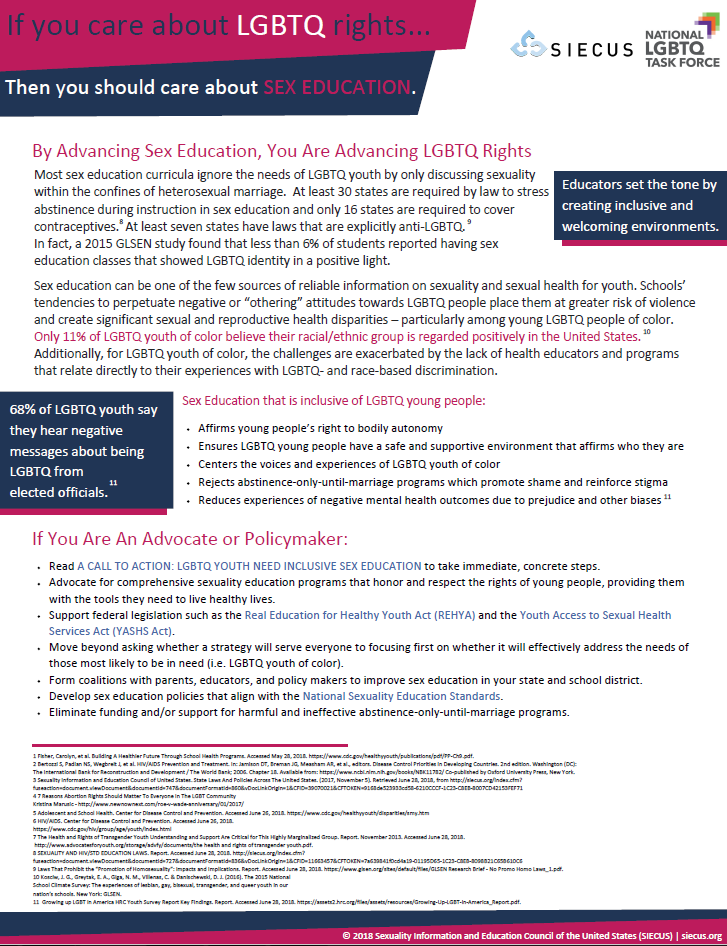 If you care about LGBTQ rights...
SIECUS
NATIONAL
LGBTQ
TASK FORCE
Then you should care about SEX EDUCATION.
By Advancing Sex Education, You Are Advancing LGBTQ Rights
Most sex education curricula ignore the needs of LGBTQ youth by only discussing sexuality
within the confines of heterosexual marriage. At least 30 states are required by law to stress
abstinence during instruction in sex education and only 16 states are required to cover
contraceptives.8 At least seven states have laws that are explicitly anti-LGBTQ.9
In fact, a 2015 GLSEN study found that less than 6% of students reported having sex
education classes that showed LGBTQ identity in a positive light.
Educators set the tone by
creating inclusive and
welcoming environments.
Sex education can be one of the few sources of reliable information on sexuality and sexual health for youth. Schools'
tendencies to perpetuate negative or "othering" attitudes towards LGBTQ people place them at greater risk of violence
and create significant sexual and reproductive health disparities – particularly among young LGBTQ people of color.
Only 11% of LGBTQ youth of color believe their racial/ethnic group is regarded positively in the United States.10
Additionally, for LGBTQ youth of color, the challenges are exacerbated by the lack of health educators and programs
that relate directly to their experiences with LGBTQ- and race-based discrimination.
68% of LGBTQ youth say
they hear negative
messages about being
LGBTQ from
elected officials.11
Sex Education that is inclusive of LGBTQ young people:
• Affirms young people's right to bodily autonomy
• Ensures LGBTQ young people have a safe and supportive environment that affirms who they are
• Centers the voices and experiences of LGBTQ youth of color
• Rejects abstinence-only-until-marriage programs which promote shame and reinforce stigma
• Reduces experiences of negative mental health outcomes due to prejudice and other biases 11
If You Are An Advocate or Policymaker:
• Read A CALL TO ACTION: LGBTQ YOUTH NEED INCLUSIVE SEX EDUCATION to take immediate, concrete steps.
• Advocate for comprehensive sexuality education programs that honor and respect the rights of young people, providing them
with the tools they need to live healthy lives.
• Support federal legislation such as the Real Education for Healthy Youth Act (REHYA) and the Youth Access to Sexual Health
Services Act (YASHS Act).
• Move beyond asking whether a strategy will serve everyone to focusing first on whether it will effectively address the needs of
those most likely to be in need (i.e. LGBTQ youth of color).
• Form coalitions with parents, educators, and policy makers to improve sex education in your state and school district.
• Develop sex education policies that align with the National Sexuality Education Standards.
• Eliminate funding and/or support for harmful and ineffective abstinence-only-until-marriage programs.
1 Fisher, Carolyn, et al. Building A Healthier Future Through School Health Programs. Accessed May 28, 2018. https://www.cdc.gov/healthyyouth/publications/pdf/PP-Ch9.pdf.
2 Bertozzi S, Padian NS, Wegbreit J, et al. HIV/AIDS Prevention and Treatment. In: Jamison DT, Breman JG, Measham AR, et al., editors. Disease Control Priorities in Developing Countries. 2nd edition. Washington (DC):
The International Bank for Reconstruction and Development / The World Bank; 2006. Chapter 18. Available from: https://www.ncbi.nlm.nih.gov/books/NBK11782/ Co-published by Oxford University Press, New York.
3 Sexuality Information and Education Council of United States. State Laws And Policies Across The United States. (2017, November 5). Retrieved June 28, 2018, from http://siecus.org/index.cfm?
4 7 Reasons Abortion Rights Should Matter To Everyone in The LGBT Community
Kristina Marusic - http://www.newnownext.com/roe-v-wade-anniversary/01/2017/
5 Adolescent and School Health. Center for Disease Control and Prevention. Accessed June 26, 2018. https://www.cdc.gov/healthyyouth/disparities/smy.htm
6 HIV/AIDS. Center for Disease Control and Prevention. Accessed June 26, 2018.
https://www.cdc.gov/hiv/group/age/youth/index.html
7 The Health and Rights of Transgender Youth Understanding and Support Are Critical for This Highly Marginalized Group. Report. November 2013. Accessed June 28, 2018.
http://www.advocatesforyouth.org/storage/advfy/documents/the health and rights of transgender youth.pdf.
8 SEXUALITY AND HIV/STD EDUCATION LAWS. Report. Accessed June 28, 2018. http://siecus.org/index.cfm?
9 Laws That Prohibit the "Promotion of Homosexuality": Impacts and Implications. Report. Accessed June 28, 2018. https://www.glsen.org/sites/default/files/GLSEN Research Brief - No Promo Homo Laws_1.pdf.
10 Kosciw, J. G., Greytak, E. A., Giga, N. M., Villenas, C. & Danischewski, D. J. (2016). The 2015 National
School Climate Survey: The experiences of lesbian, gay, bisexual, transgender, and queer youth in our
nation's schools. New York: GLSEN.
11 Growing up LGBT in America HRC Youth Survey Report Key Findings. Report. Accessed June 28, 2018. https://assets2.hrc.org/files/assets/resources/Growing-Up-LGBT-in-America_Report.pdf.
© 2018 Sexuality Information and Education Council of the United States (SIECUS) | siecus.org